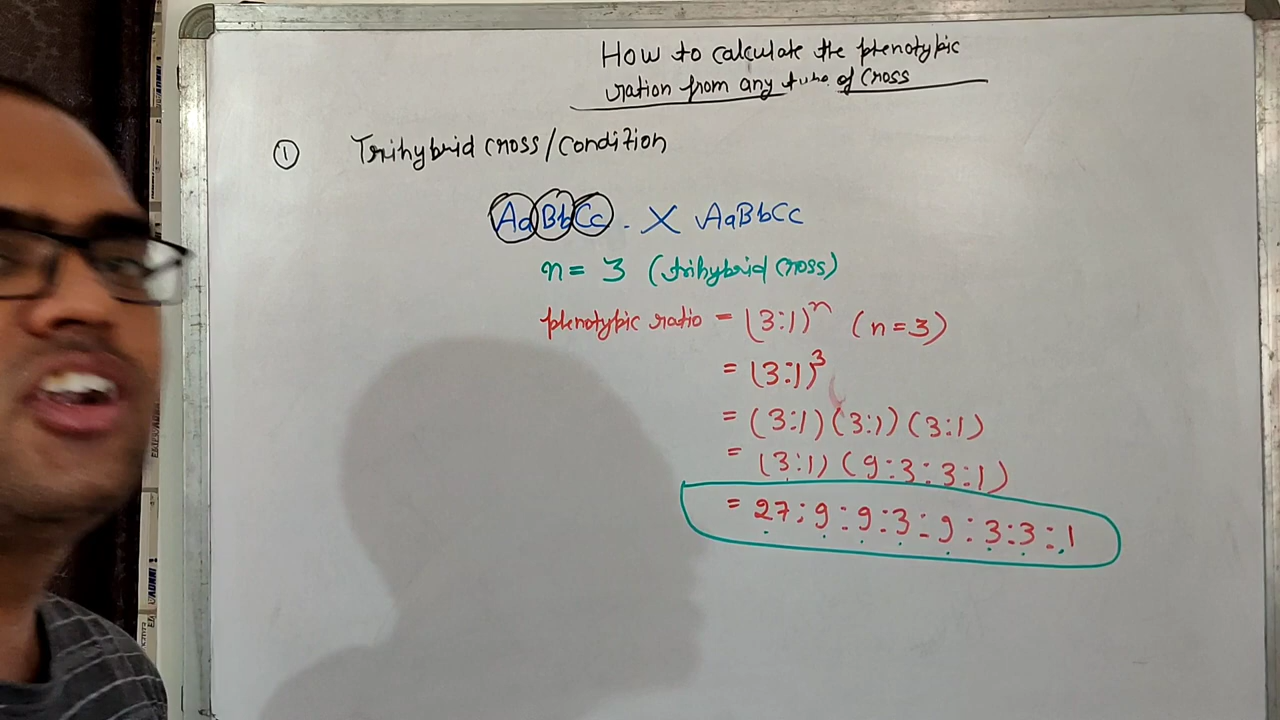 How to calculate the phenotypic
ration from any of Cross
① Trihybrid cross/condition
AaBbCc . X AaBbCc
n = 3 (trihybrid cross)
phenotypic ratio = (3:1)ⁿ (n=3)
= (3:1)³
= (3:1)(3:1)(3:1)
= (3:1)(9:3:3:1)
= 27:9:9:3:9:3:3:1